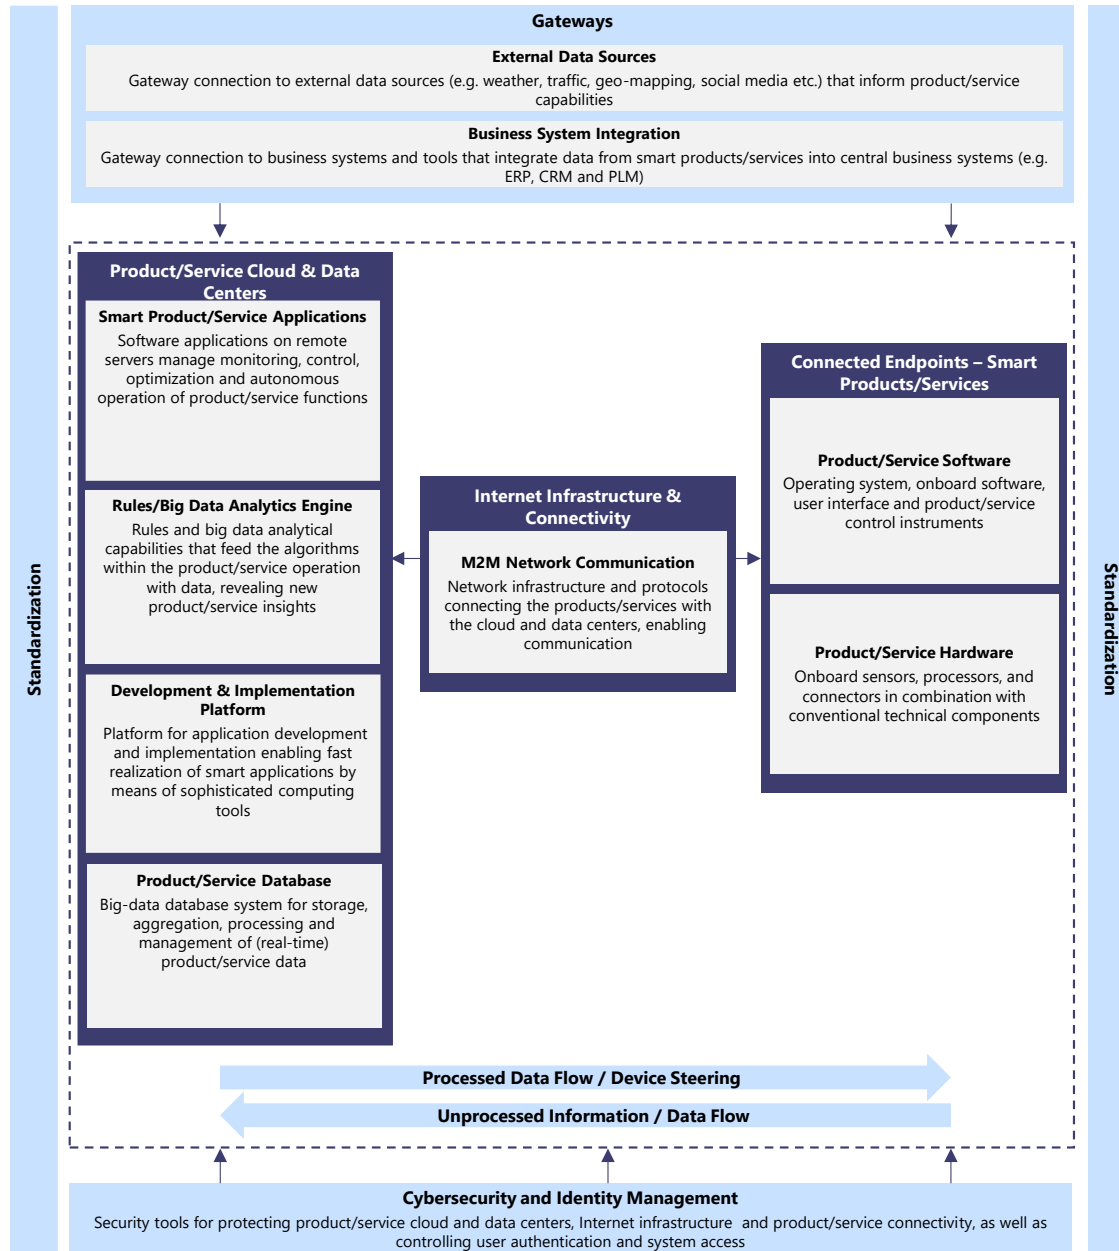 Gateways
External Data Sources
Gateway connection to external data sources (e.g. weather, traffic, geo-mapping, social media etc.) that inform product/service
capabilities
Business System Integration
Gateway connection to business systems and tools that integrate data from smart products/services into central business systems (e.g.
ERP, CRM and PLM)
Standardization
Product/Service Cloud & Data
Centers
Smart Product/Service Applications
Software applications on remote
servers manage monitoring, control,
optimization and autonomous
operation of product/service functions
Rules/Big Data Analytics Engine
Rules and big data analytical
capabilities that feed the algorithms
within the product/service operation
with data, revealing new
product/service insights
Development & Implementation
Platform
Platform for application development
and implementation enabling fast
realization of smart applications by
means of sophisticated computing
tools
Product/Service Database
Big-data database system for storage,
aggregation, processing and
management of (real-time)
product/service data
Internet Infrastructure &
Connectivity
M2M Network Communication
Network infrastructure and protocols
connecting the products/services with
the cloud and data centers, enabling
communication
Connected Endpoints – Smart
Products/Services
Product/Service Software
Operating system, onboard software,
user interface and product/service
control instruments
Product/Service Hardware
Onboard sensors, processors, and
connectors in combination with
conventional technical components
Standardization
Processed Data Flow / Device Steering
Unprocessed Information / Data Flow
Cybersecurity and Identity Management
Security tools for protecting product/service cloud and data centers, Internet infrastructure and product/service connectivity, as well as
controlling user authentication and system access